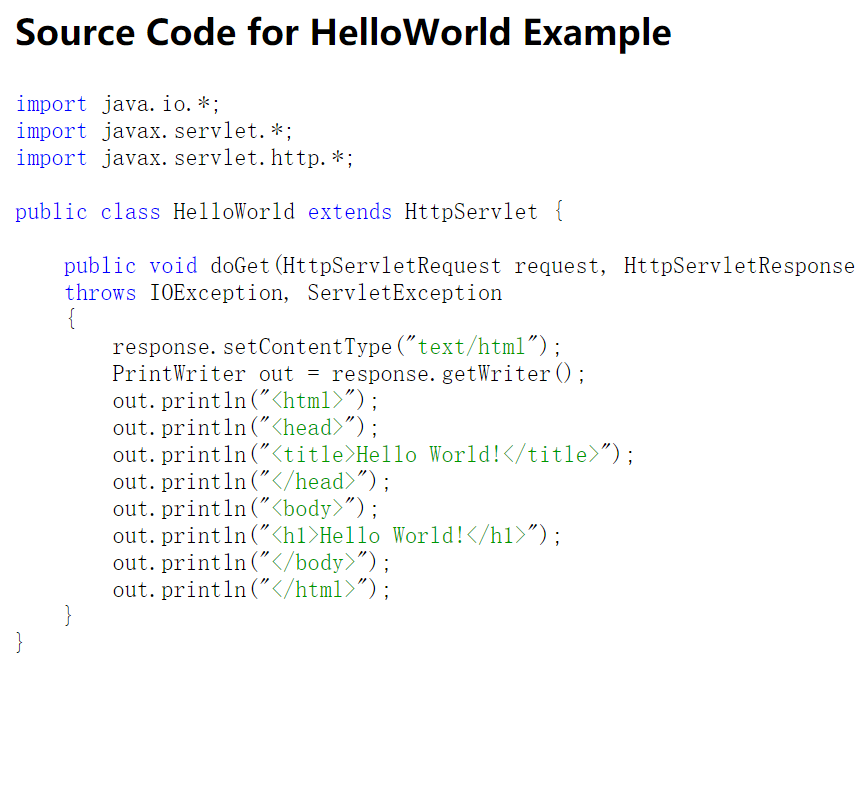 Source Code for HelloWorld Example
import java.io.*;
import javax.servlet.*;
import javax.servlet.http.*;
public class HelloWorld extends HttpServlet {
public void doGet(HttpServletRequest request, HttpServletResponse
throws IOException, ServletException
{
response.setContentType("text/html");
PrintWriter out = response.getWriter();
out.println("<html>");
out.println("<head>");
out.println("<title>Hello World!</title>");
out.println("</head>");
out.println("<body>");
out.println("<h1>Hello World!</h1>");
out.println("</body>");
out.println("</html>");
}
}